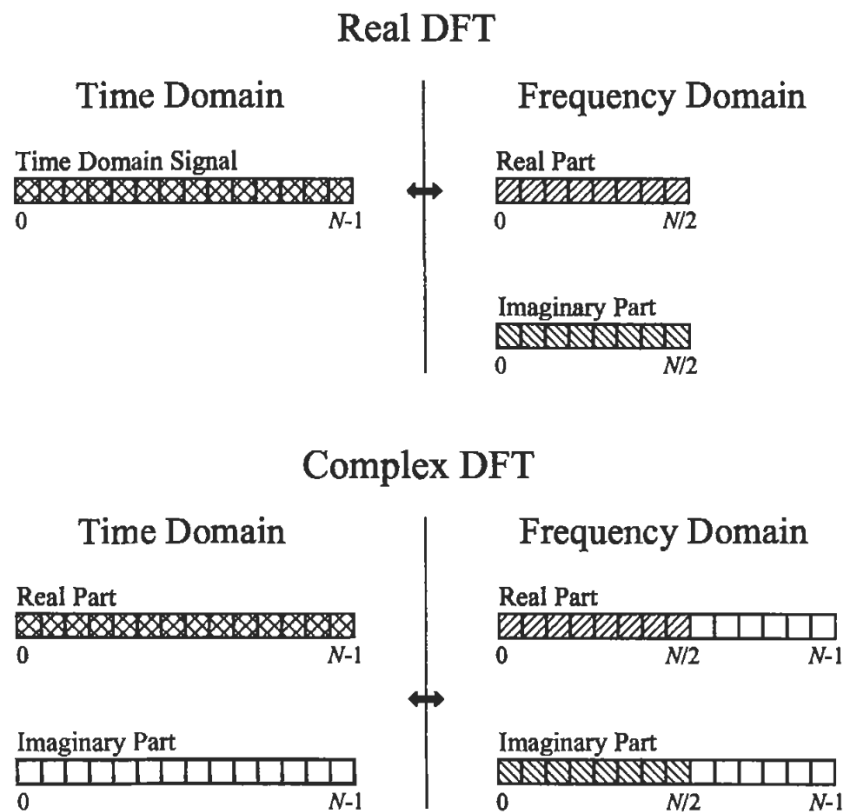 Real DFT
Time Domain
Frequency Domain
Time Domain Signal
0 N-1
Real Part
0 N/2
Imaginary Part
0 N/2
Complex DFT
Time Domain
Frequency Domain
Real Part
0 N-1
Real Part
0 N/2 N-1
Imaginary Part
0 N-1
Imaginary Part
0 N/2 N-1